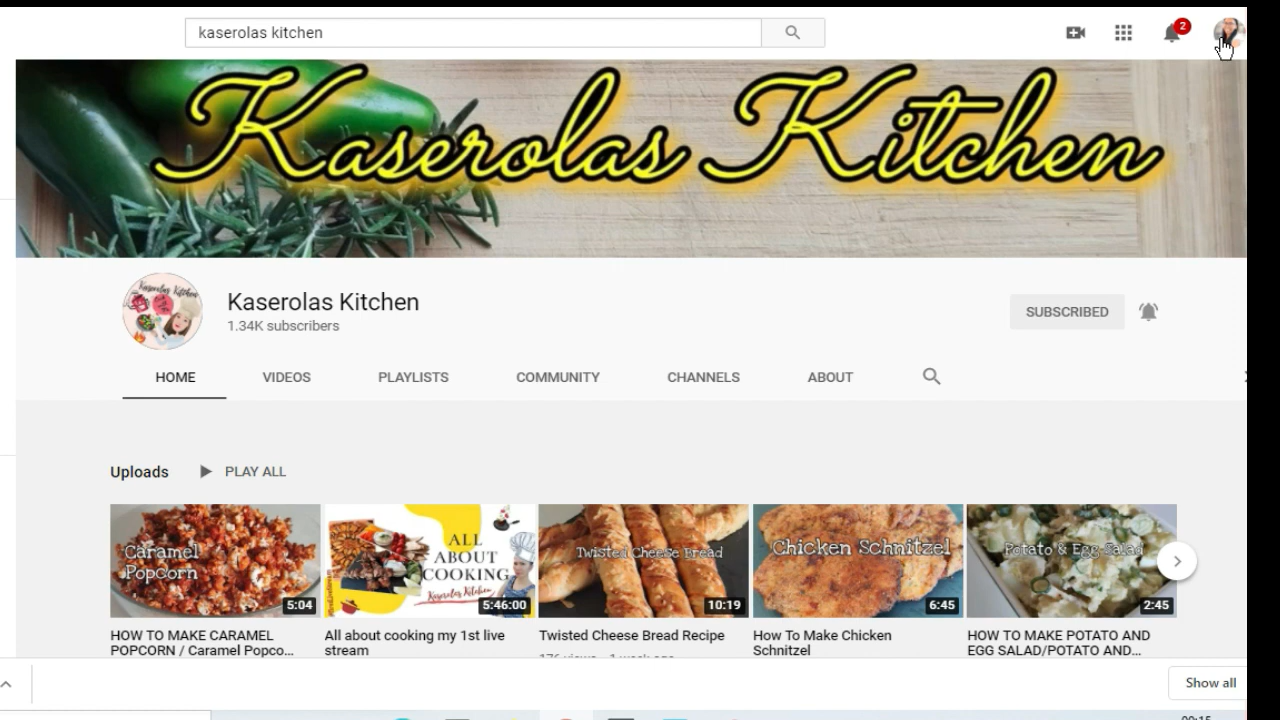 kaserolas kitchen
2
Kaserolas Kitchen
Kaserolas Kitchen
Kaserolas Kitchen
1.34K subscribers
SUBSCRIBED
HOME VIDEOS PLAYLISTS COMMUNITY CHANNELS ABOUT
Uploads PLAY ALL
Caramel
Popcorn
5:04
ALL
ABOUT
COOKING
Kaserolas Kitchen
5:46:00
Twisted Cheese Bread
10:19
Chicken Schnitzel
6:45
Potato & Egg Salad
2:45
HOW TO MAKE CARAMEL
POPCORN / Caramel Popco...
All about cooking my 1st live
stream
Twisted Cheese Bread Recipe
How To Make Chicken
Schnitzel
HOW TO MAKE POTATO AND
EGG SALAD/POTATO AND...
Show all